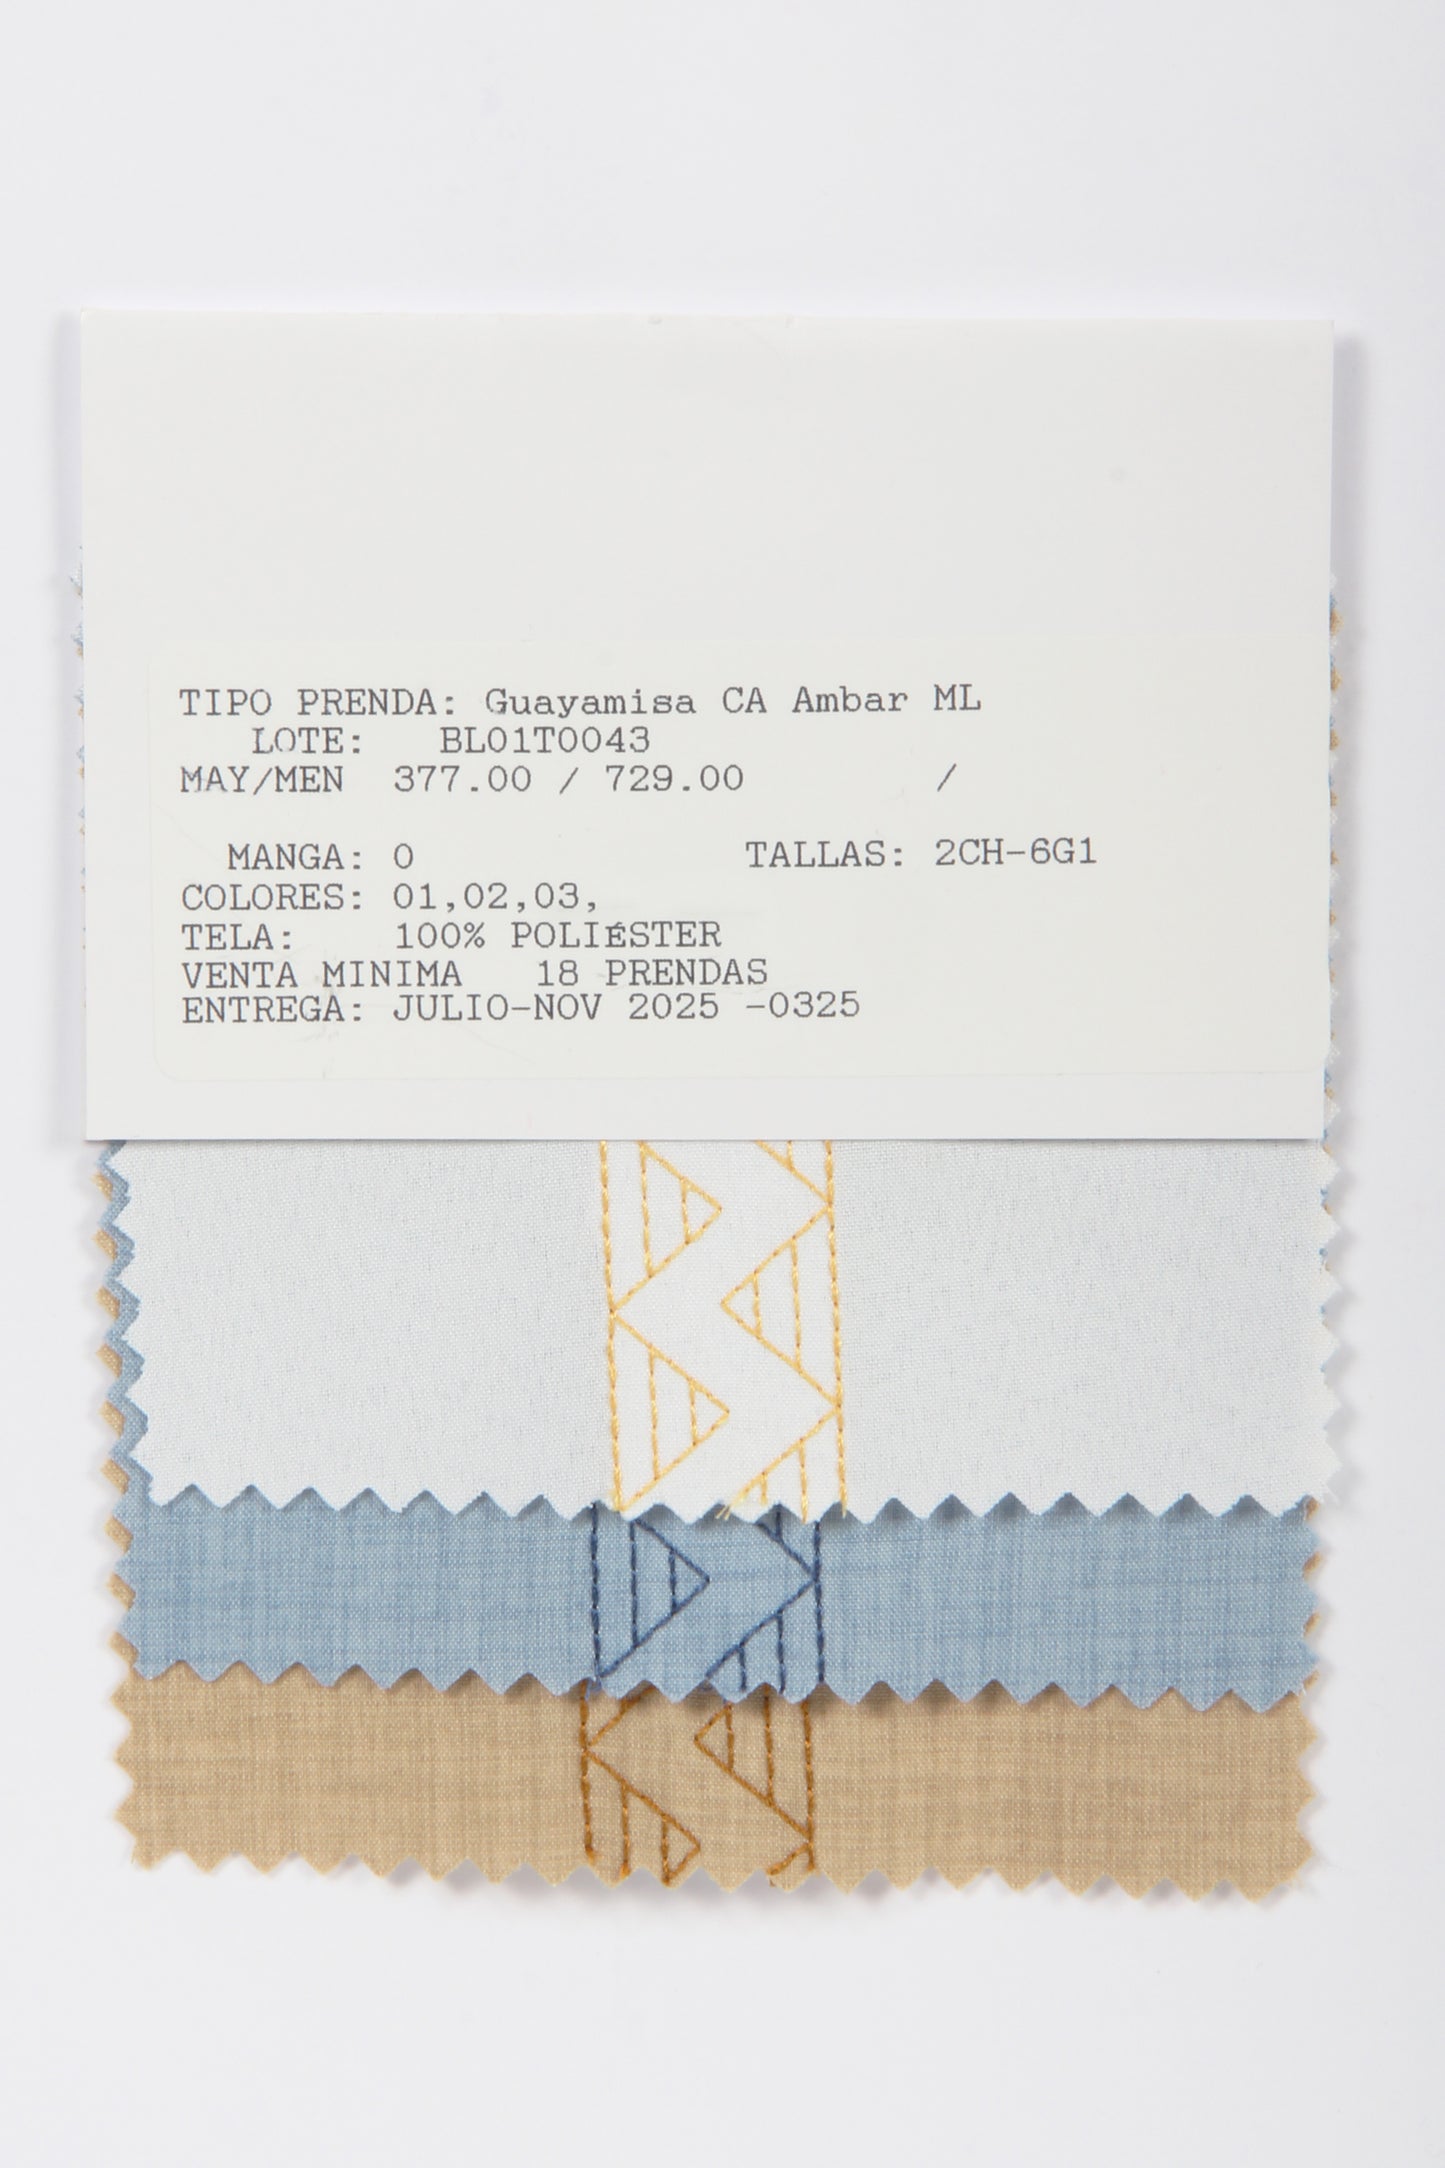 TIPO PRENDA: Guayamisa CA Ambar ML
LOTE: BL01T0043
MAY/MEN 377.00 / 729.00 /
MANGA: 0 TALLAS: 2CH-6G1
COLORES: 01,02,03,
TELA: 100% POLIÉSTER
VENTA MINIMA 18 PRENDAS
ENTREGA: JULIO-NOV 2025 -0325